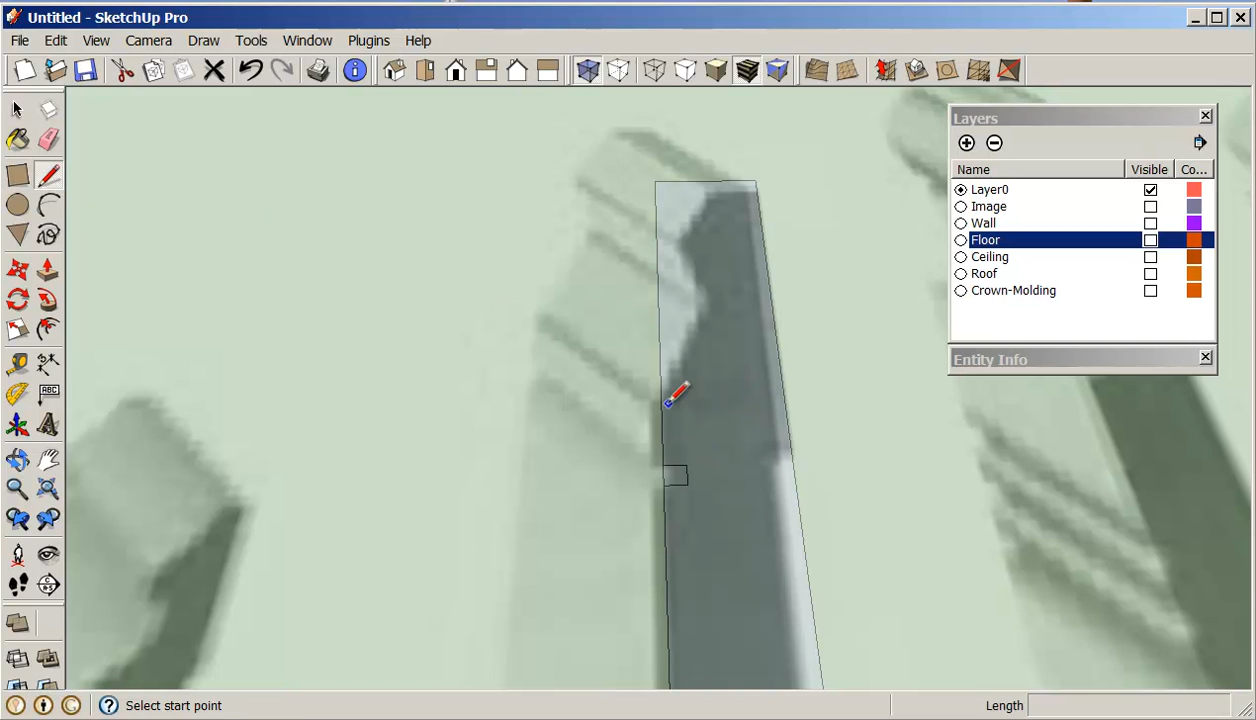 Untitled - SketchUp Pro
File Edit View Camera Draw Tools Window Plugins Help
Layers
Name Visible Co...
Layer0
Image
Wall
Floor
Ceiling
Roof
Crown-Molding
Entity Info
ABC
Select start point Length